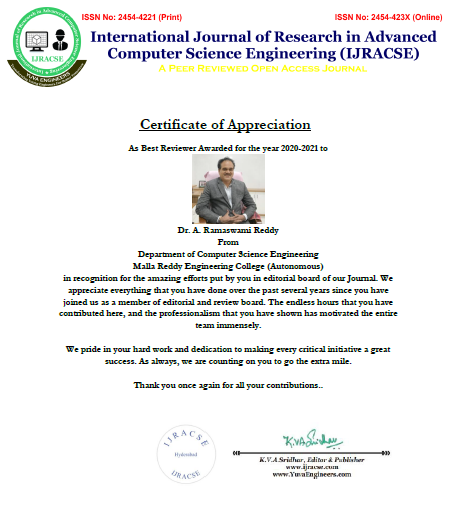 ISSN No: 2454-4221 (Print)
ISSN No: 2454-423X (Online)
International Journal of Research in Advanced
Computer Science Engineering (IJRACSE)
A Peer Reviewed Open Access Journal
IJRACSE
YUVA ENGINEERS
Certificate of Appreciation
As Best Reviewer Awarded for the year 2020-2021 to
Dr. A. Ramaswami Reddy
From
Department of Computer Science Engineering
Malla Reddy Engineering College (Autonomous)
in recognition for the amazing efforts put by you in editorial board of our Journal. We
appreciate everything that you have done over the past several years since you have
joined us as a member of editorial and review board. The endless hours that you have
contributed here, and the professionalism that you have shown has motivated the entire
team immensely.
We pride in your hard work and dedication to making every critical initiative a great
success. As always, we are counting on you to go the extra mile.
Thank you once again for all your contributions..
IJRACSE
Hyderabad
IJRACSE
K.V.A.Sridhar
K.V.A.Sridhar, Editor & Publisher
www.ijracse.com
www.YuvaEngineers.com